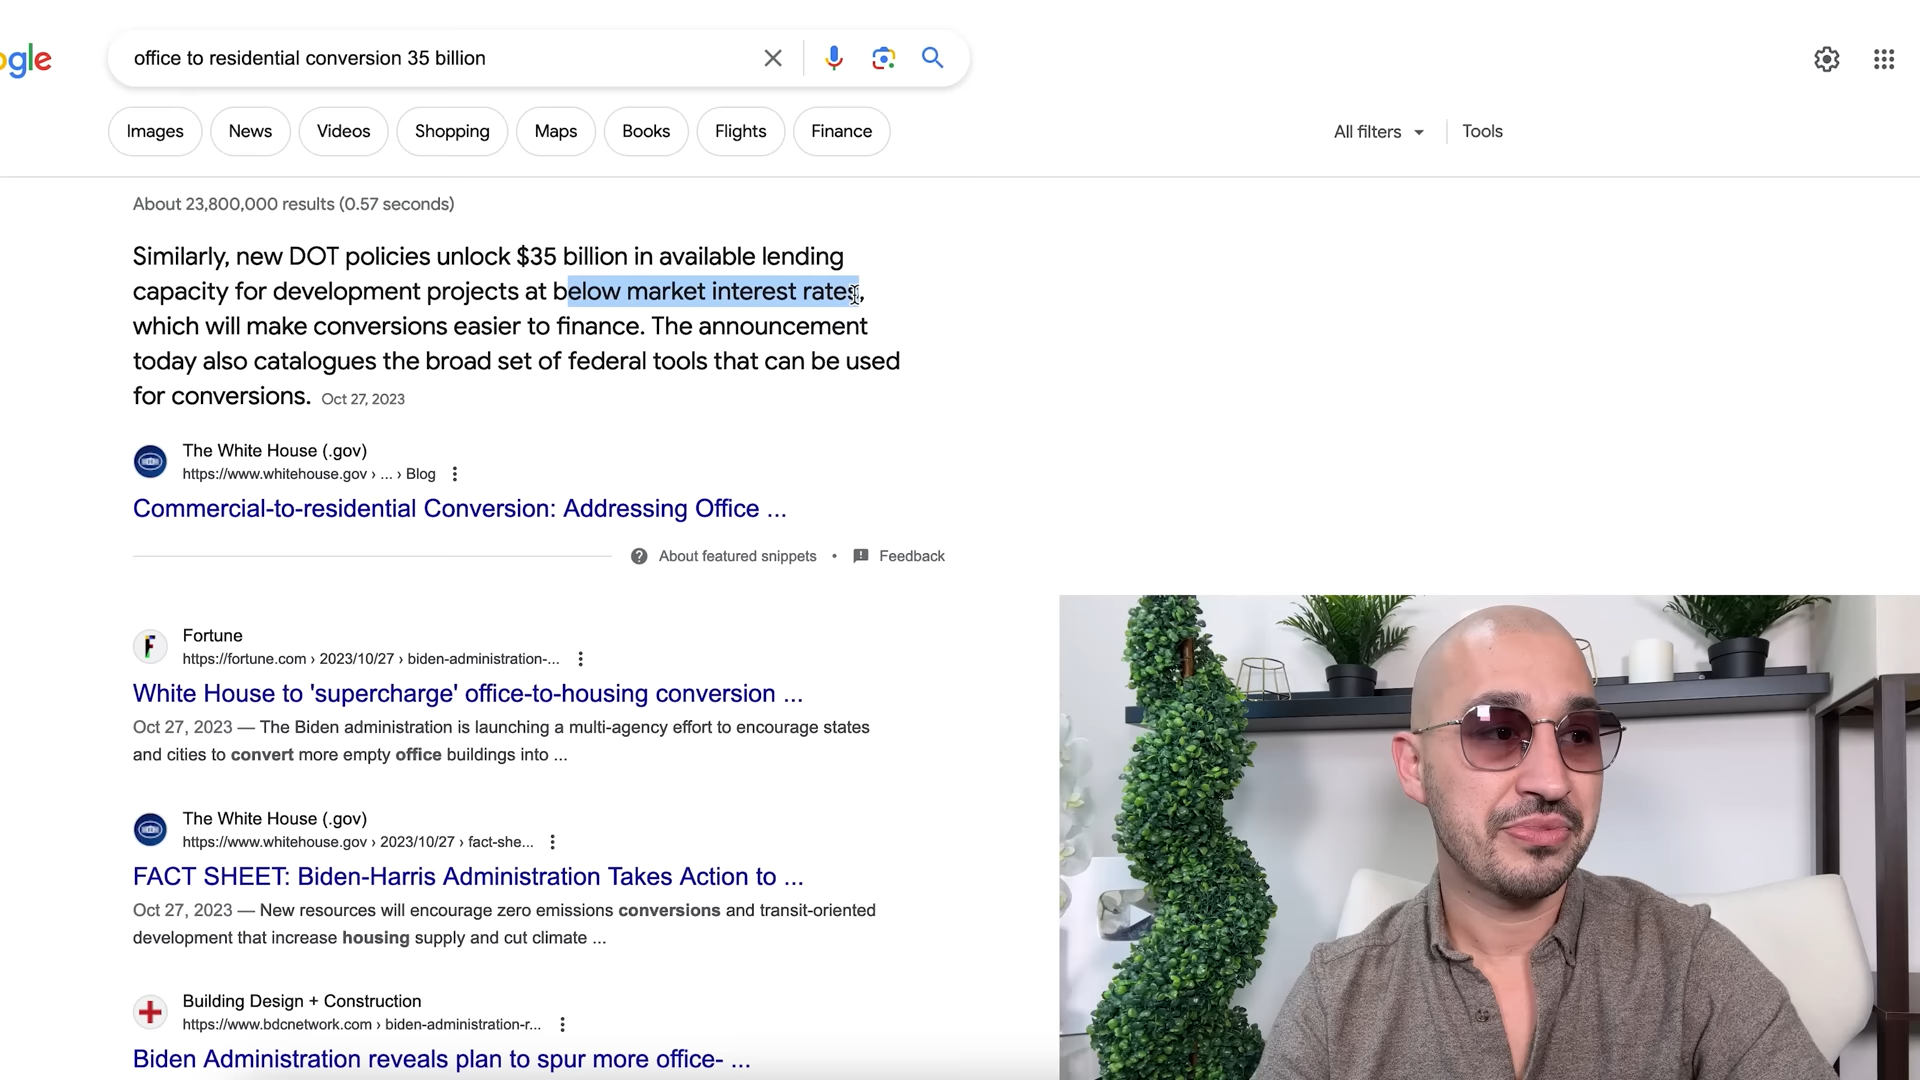 ogle
office to residential conversion 35 billion
Images News Videos Shopping Maps Books Flights Finance All filters Tools
About 23,800,000 results (0.57 seconds)
Similarly, new DOT policies unlock $35 billion in available lending
capacity for development projects at below market interest rates,
which will make conversions easier to finance. The announcement
today also catalogues the broad set of federal tools that can be used
for conversions. Oct 27, 2023
The White House (.gov)
https://www.whitehouse.gov › ... › Blog
Commercial-to-residential Conversion: Addressing Office ...
About featured snippets • Feedback
Fortune
https://fortune.com › 2023/10/27 › biden-administration-...
White House to 'supercharge' office-to-housing conversion ...
Oct 27, 2023 — The Biden administration is launching a multi-agency effort to encourage states
and cities to convert more empty office buildings into ...
The White House (.gov)
https://www.whitehouse.gov › 2023/10/27 › fact-she...
FACT SHEET: Biden-Harris Administration Takes Action to ...
Oct 27, 2023 — New resources will encourage zero emissions conversions and transit-oriented
development that increase housing supply and cut climate ...
Building Design + Construction
https://www.bdcnetwork.com › biden-administration-r...
Biden Administration reveals plan to spur more office- ...